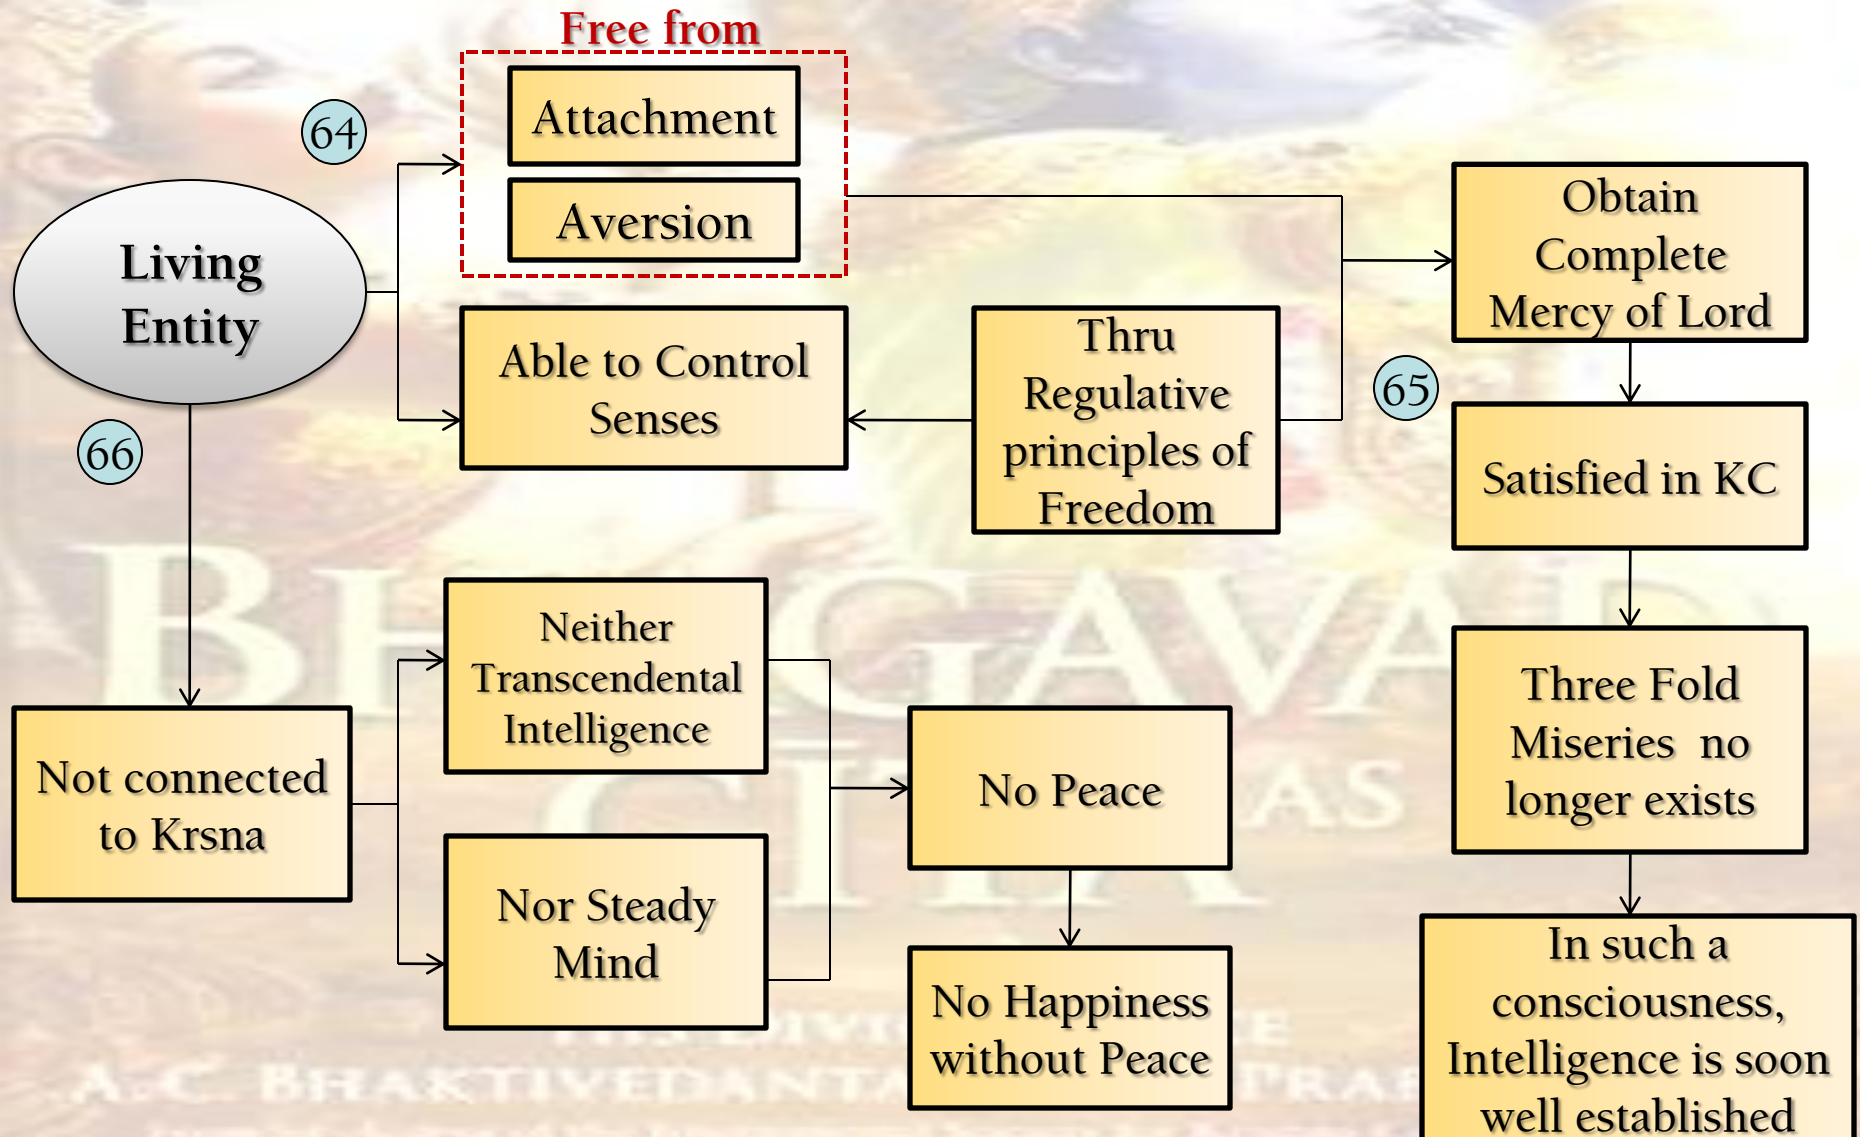 Free from
Attachment
Aversion
64
Living
Entity
Able to Control
Senses
Thru
Regulative
principles of
Freedom
Obtain
Complete
Mercy of Lord
65
Satisfied in KC
Three Fold
Miseries no
longer exists
In such a
consciousness,
Intelligence is soon
well established
66
Not connected
to Krsna
Neither
Transcendental
Intelligence
Nor Steady
Mind
No Peace
No Happiness
without Peace
A.C. BHAKTIVEDANTA